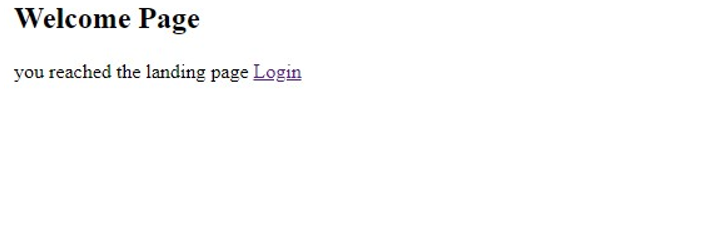 Welcome Page
you reached the landing page Login